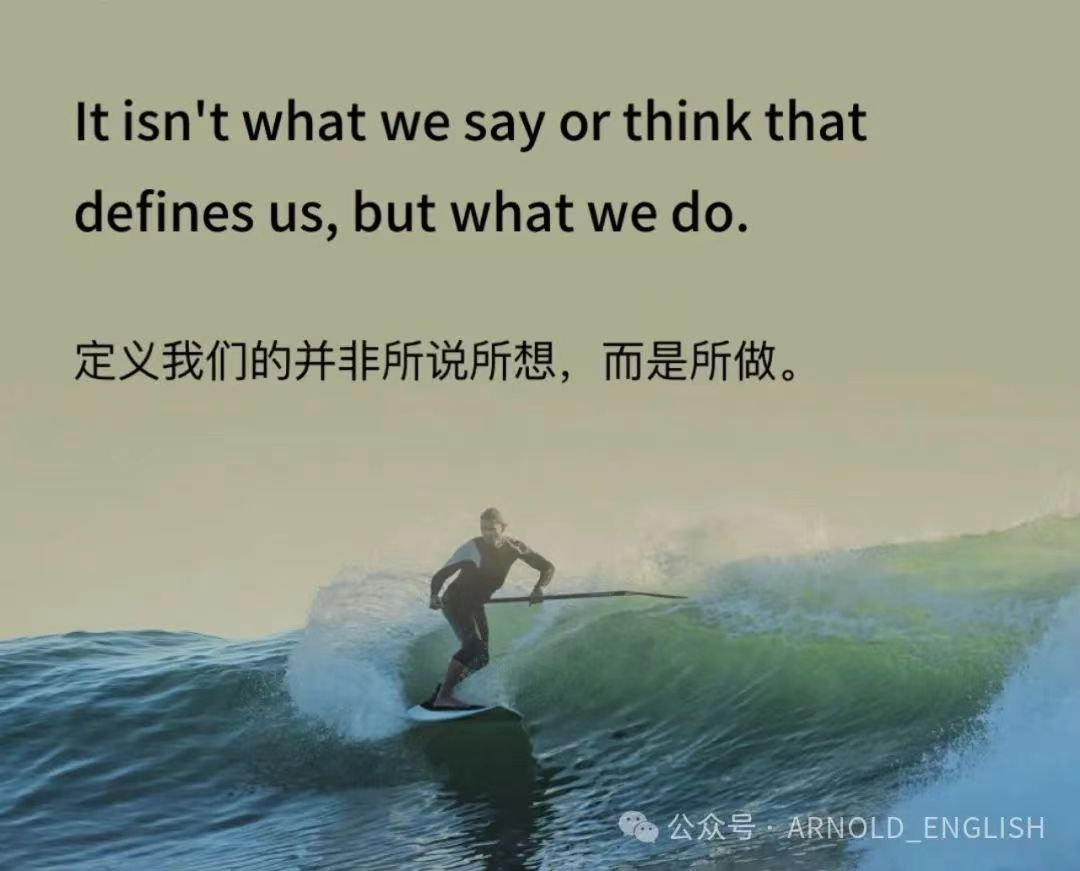 It isn't what we say or think that
defines us, but what we do.
定义我们的并非所说所想，而是所做。
公众号 · ARNOLD_ENGLISH